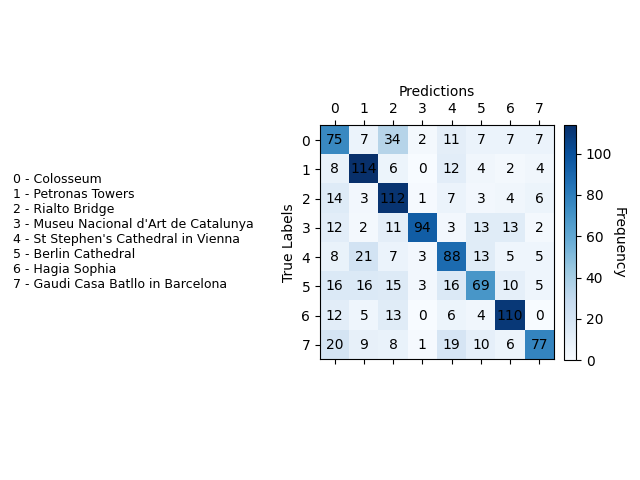 Predictions
0 1 2 3 4 5 6 7
0 75 7 34 2 11 7 7 7
1 8 114 6 0 12 4 2 4
2 14 3 112 1 7 3 4 6
3 12 2 11 94 3 13 13 2
4 8 21 7 3 88 13 5 5
5 16 16 15 3 16 69 10 5
6 12 5 13 0 6 4 110 0
7 20 9 8 1 19 10 6 77
True Labels
0 - Colosseum
1 - Petronas Towers
2 - Rialto Bridge
3 - Museu Nacional d'Art de Catalunya
4 - St Stephen's Cathedral in Vienna
5 - Berlin Cathedral
6 - Hagia Sophia
7 - Gaudi Casa Batllo in Barcelona
100
80
60
40
20
0
Frequency